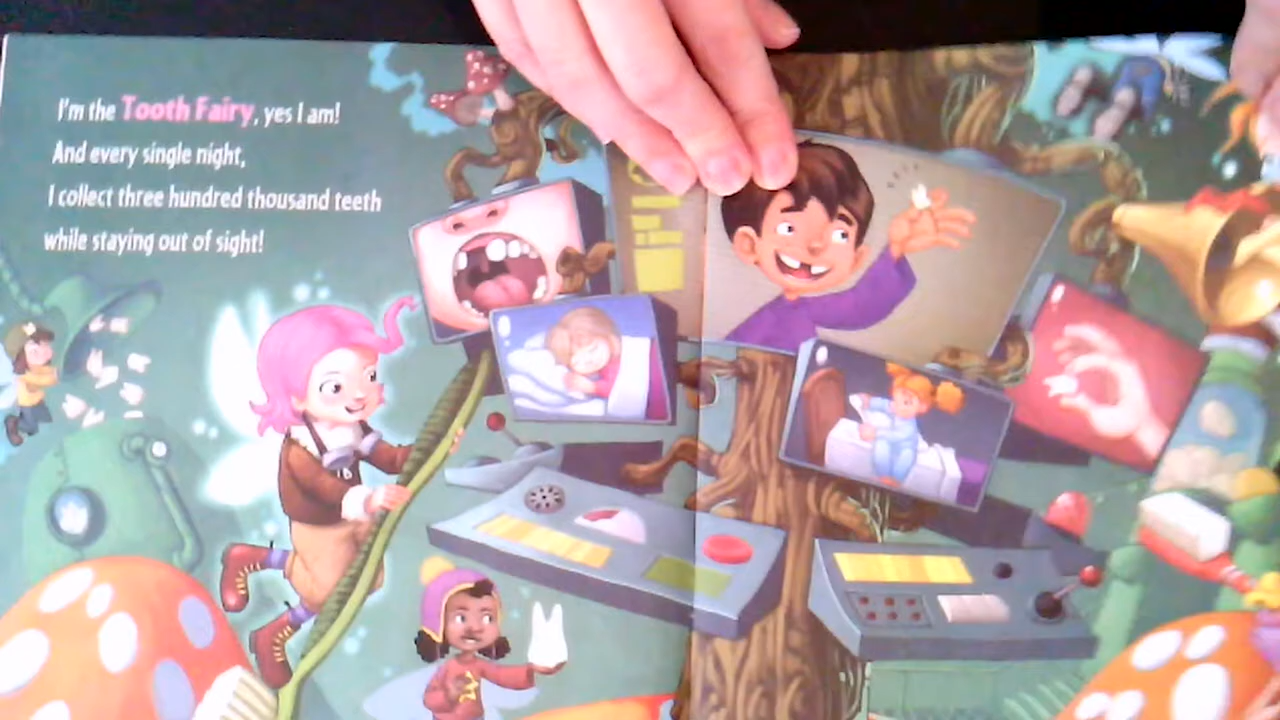 I'm the Tooth Fairy, yes I am!
And every single night,
I collect three hundred thousand teeth
while staying out of sight!